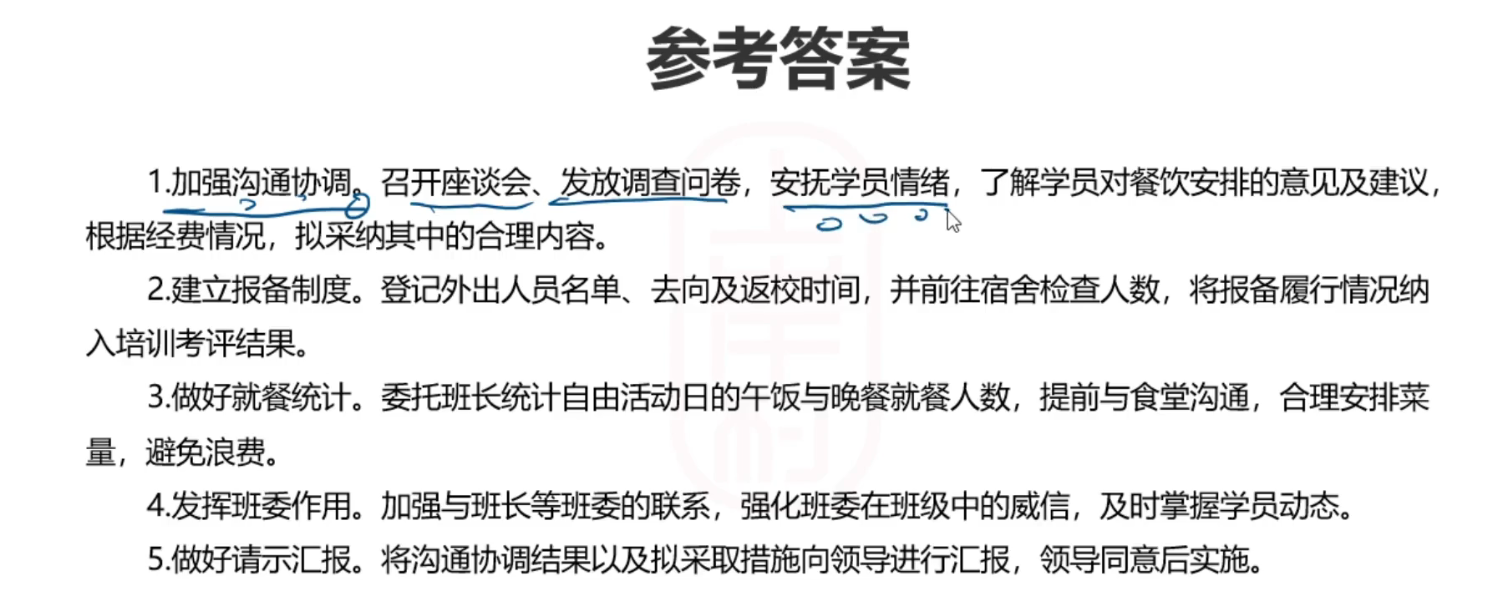 参考答案
1.加强沟通协调。召开座谈会、发放调查问卷，安抚学员情绪，了解学员对餐饮安排的意见及建议，
根据经费情况，拟采纳其中的合理内容。
2.建立报备制度。登记外出人员名单、去向及返校时间，并前往宿舍检查人数，将报备履行情况纳
入培训考评结果。
3.做好就餐统计。委托班长统计自由活动日的午饭与晚餐就餐人数，提前与食堂沟通，合理安排菜
量，避免浪费。
4.发挥班委作用。加强与班长等班委的联系，强化班委在班级中的威信，及时掌握学员动态。
5.做好请示汇报。将沟通协调结果以及拟采取措施向领导进行汇报，领导同意后实施。